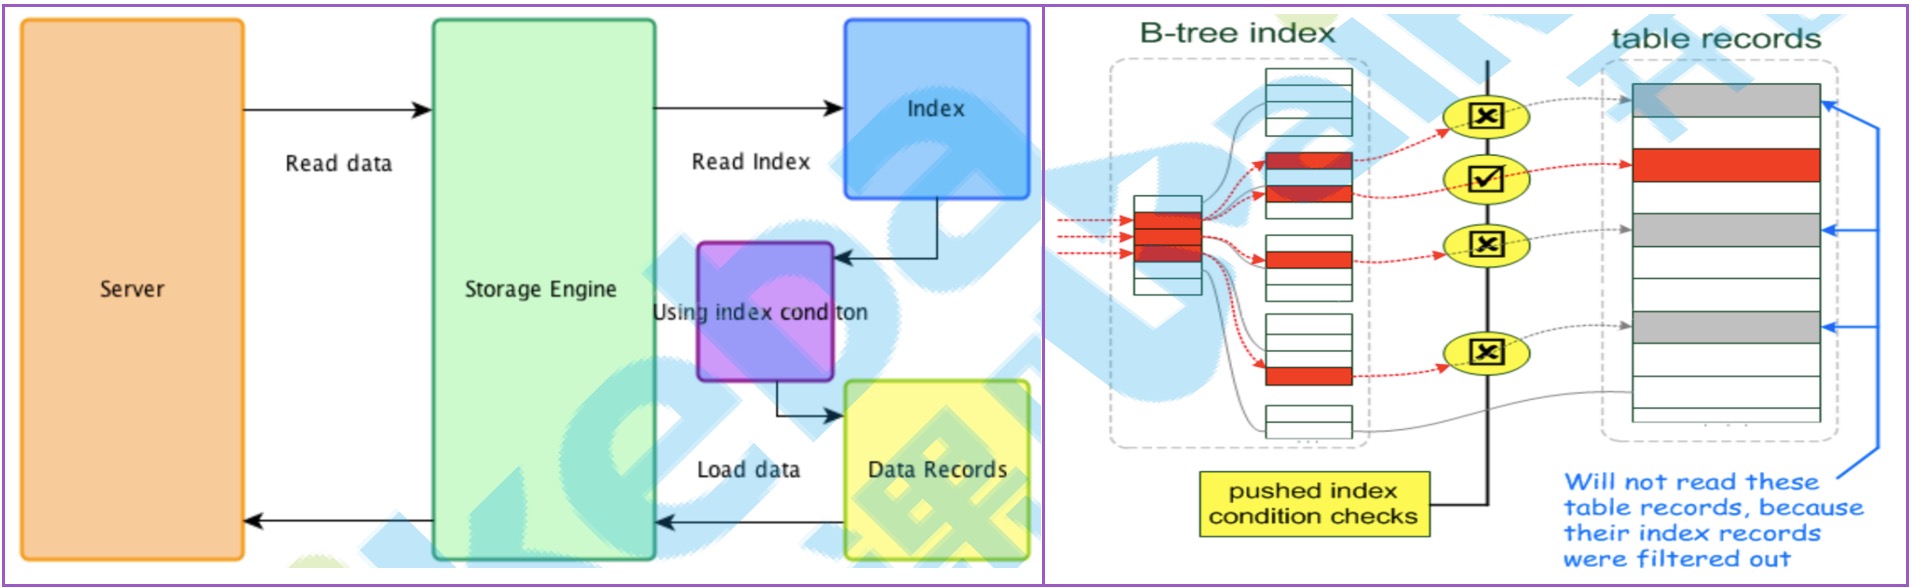 Server
Read data
Storage Engine
Read Index
Index
Using index conditon
Load data
Data Records
B-tree index
table records
pushed index
condition checks
Will not read these
table records, because
their index records
were filtered out